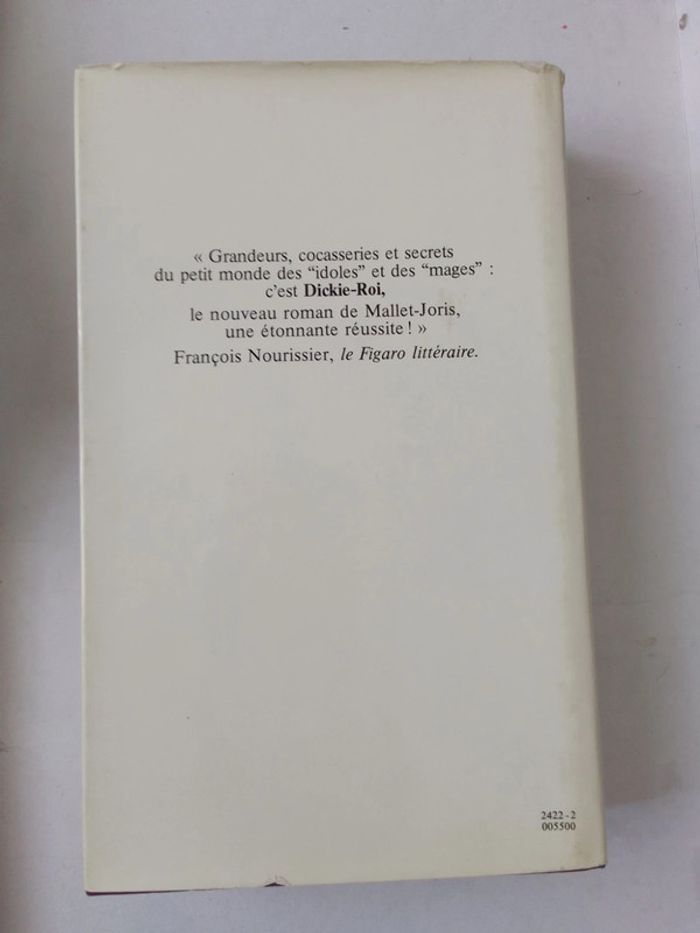 « Grandeurs, cocasseries et secrets
du petit monde des “idoles” et des “mages” :
c'est Dickie-Roi,
le nouveau roman de Mallet-Joris,
une étonnante réussite ! »
François Nourissier, le Figaro littéraire.
2422-2
005500